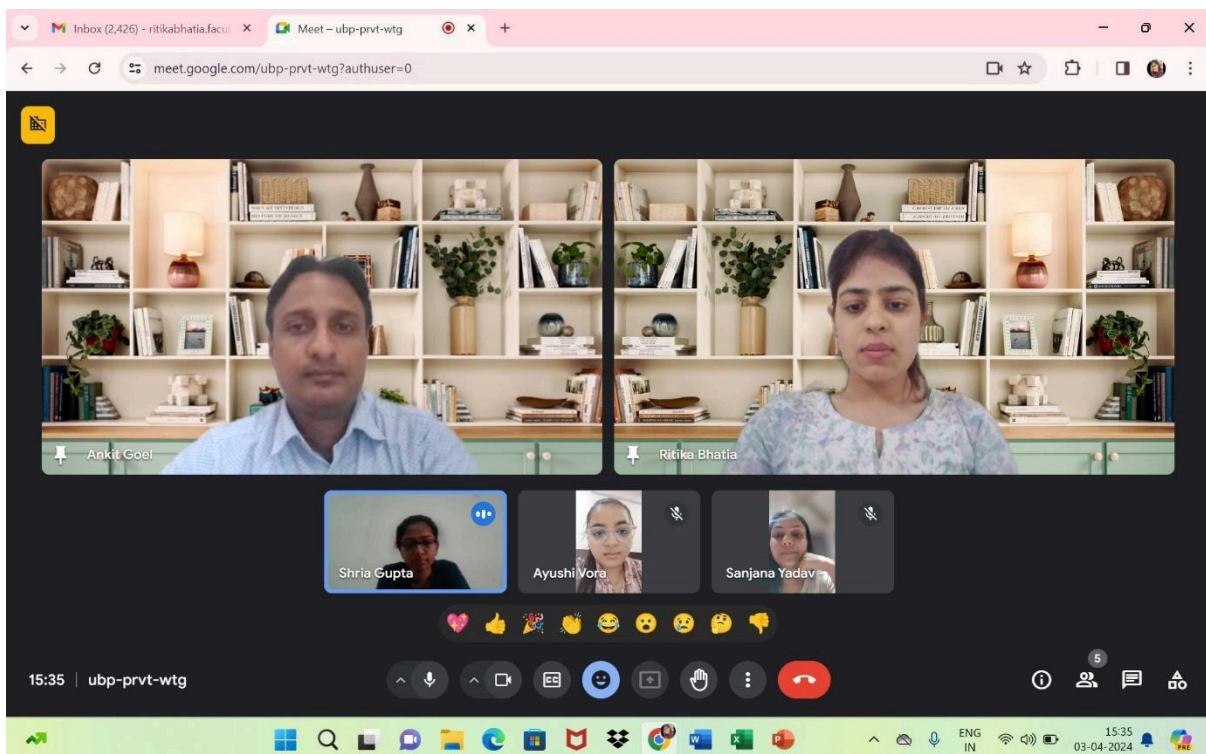 Inbox (2,426) - ritikabhatia.facul
Meet – ubp-prvt-wtg
meet.google.com/ubp-prvt-wtg?authuser=0
Ankit Goel
Ritika Bhatia
Shria Gupta
Ayushi Vora
Sanjana Yadav
CC
5
15:35 | ubp-prvt-wtg
ENG
IN
15:35
03-04-2024
PRE